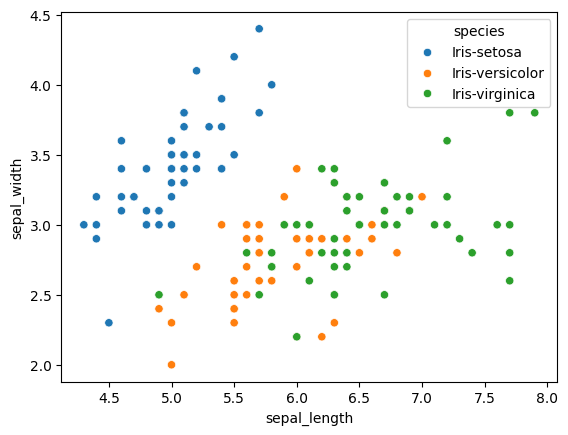 4.5
4.0
3.5
3.0
2.5
2.0
sepal_width
species
Iris-setosa
Iris-versicolor
Iris-virginica
4.5 5.0 5.5 6.0 6.5 7.0 7.5 8.0
sepal_length